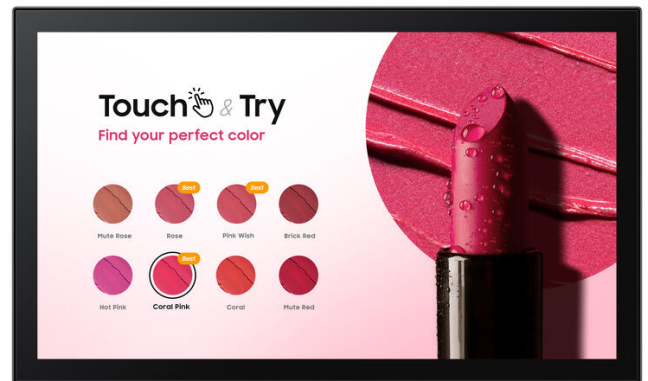 Touch & Try
Find your perfect color
Best
Best
Mute Rose
Rose
Pink Wish
Brick Red
Best
Hot Pink
Coral Pink
Coral
Mute Red